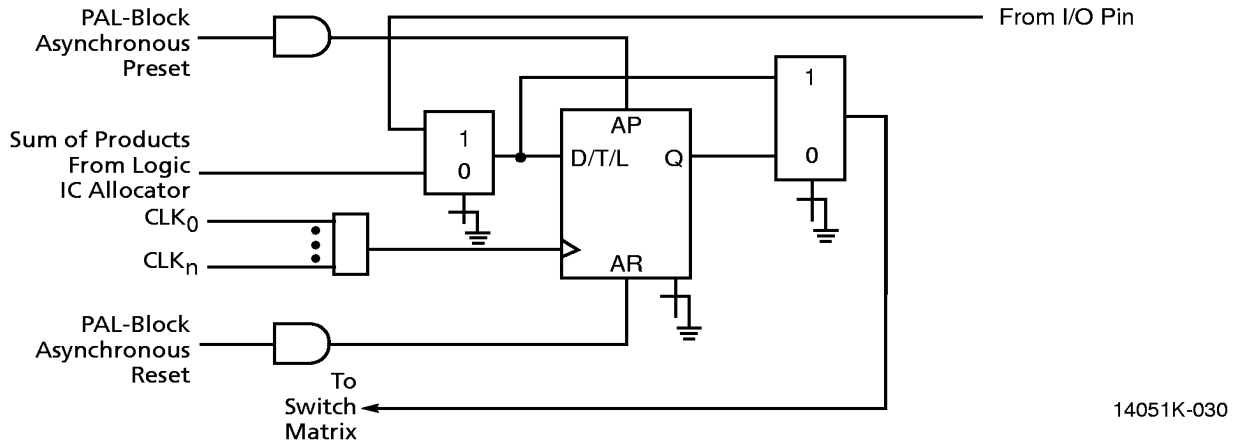 PAL-Block
Asynchronous
Preset
From I/O Pin
1
0
1
0
AP
D/T/L
Q
AR
Sum of Products
From Logic
IC Allocator
CLK0
CLKn
PAL-Block
Asynchronous
Reset
To
Switch
Matrix
14051K-030